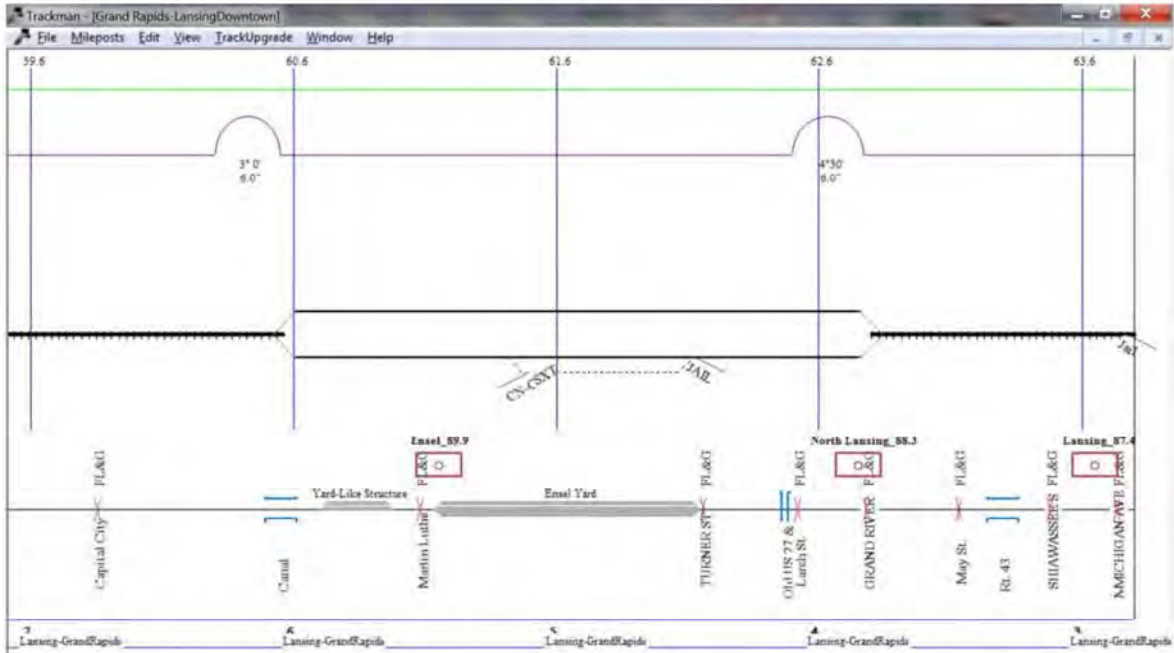 Trackman - [Grand Rapids-LansingDowntown]
File Mileposts Edit View TrackUpgrade Window Help
59.6 60.6 61.6 62.6 63.6
3° 0'
6.0"
4°30'
6.0"
CN-CSXT
JAIL
Jail
Ensel_89.9 North Lansing_88.3 Lansing_87.4
FL&G FL&G FL&G FL&G FL&G FL&G FL&G FL&G
Yard-Like Structure Ensel Yard
Capital City
Canal
Martin Luthe
TURNER ST
Old US 27 &
Larch St.
GRAND RIVER
May St.
Rt. 43
SHIAWASSEE S
MMICHIGAN AVE
7 6 5 4 3
Lansing-GrandRapids Lansing-GrandRapids Lansing-GrandRapids Lansing-GrandRapids Lansing-GrandRapids